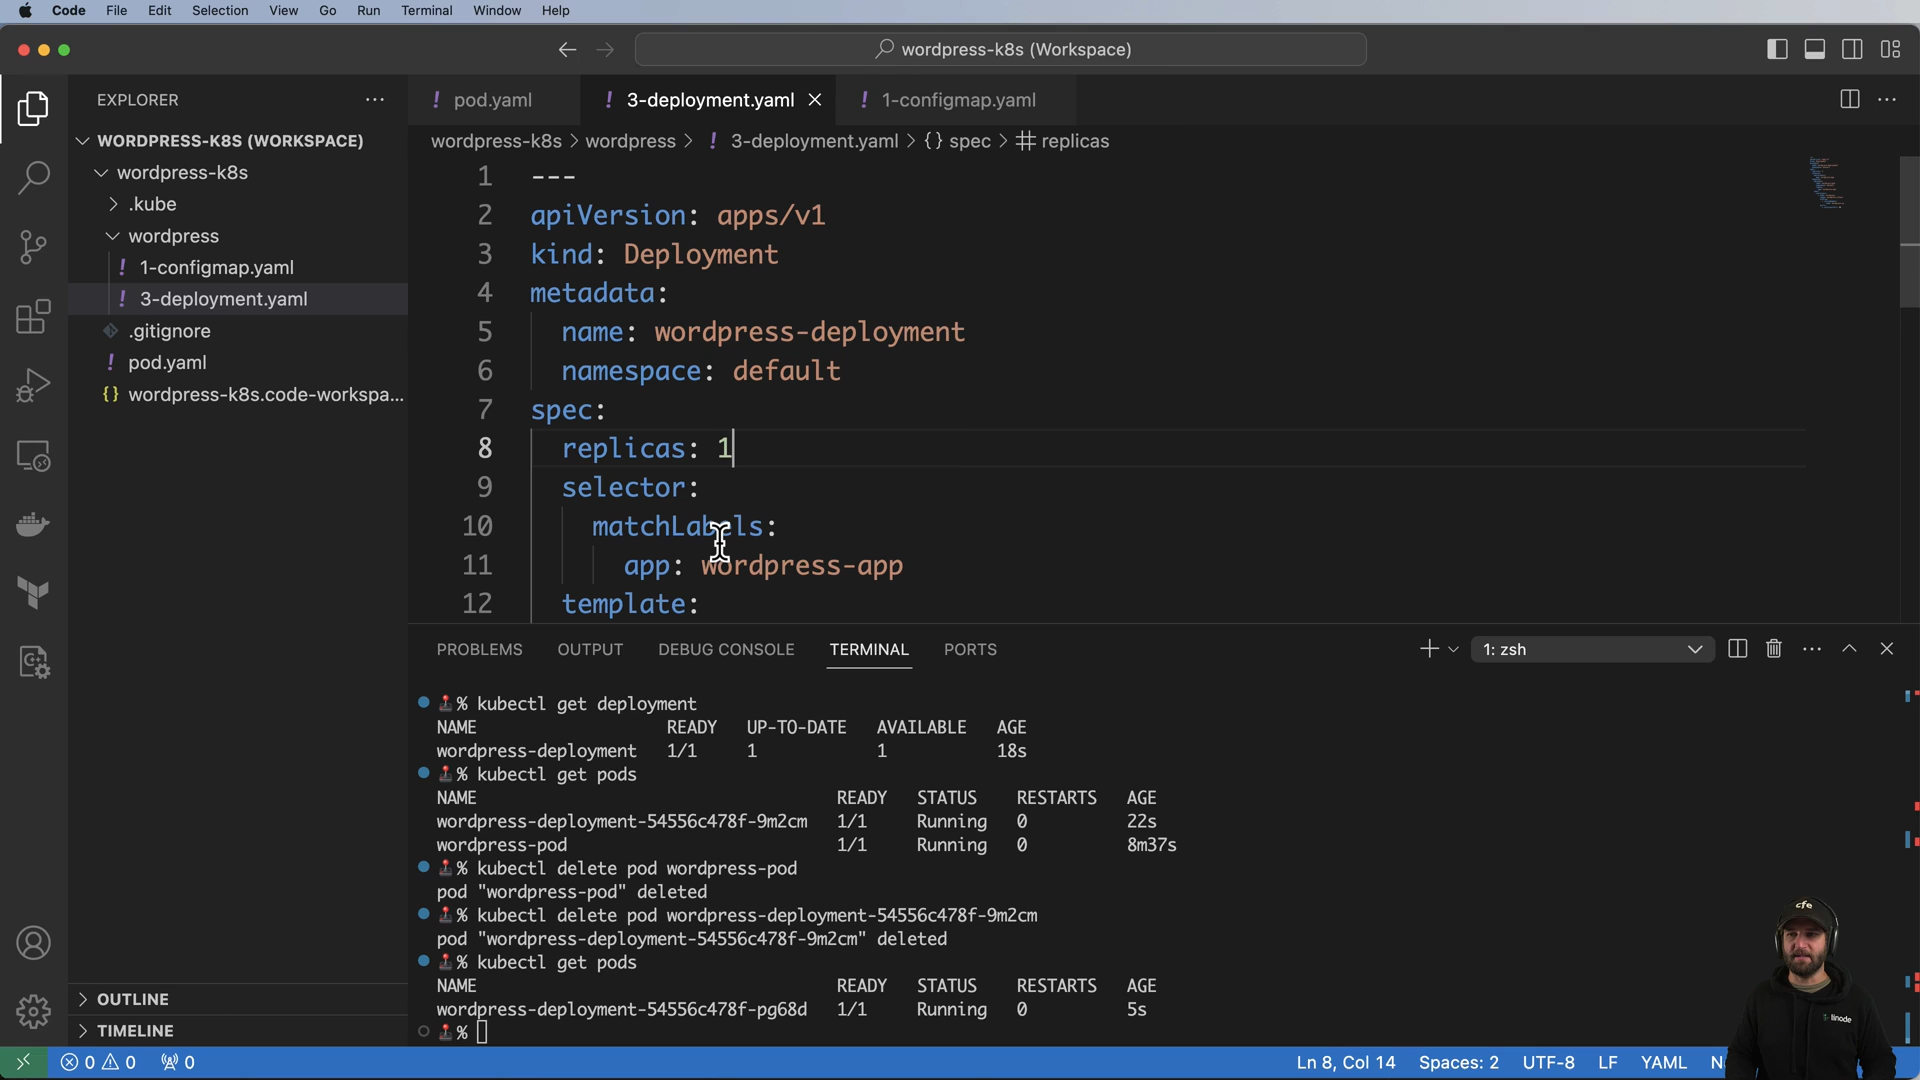 Code File Edit Selection View Go Run Terminal Window Help
wordpress-k8s (Workspace)
EXPLORER
WORDPRESS-K8S (WORKSPACE)
wordpress-k8s
.kube
wordpress
1-configmap.yaml
3-deployment.yaml
.gitignore
pod.yaml
wordpress-k8s.code-workspa...
OUTLINE
TIMELINE
pod.yaml 3-deployment.yaml 1-configmap.yaml
wordpress-k8s > wordpress > 3-deployment.yaml > {} spec > replicas
1 ---
2 apiVersion: apps/v1
3 kind: Deployment
4 metadata:
5 name: wordpress-deployment
6 namespace: default
7 spec:
8 replicas: 1
9 selector:
10 matchLabels:
11 app: wordpress-app
12 template:
PROBLEMS OUTPUT DEBUG CONSOLE TERMINAL PORTS
1: zsh
% kubectl get deployment
NAME READY UP-TO-DATE AVAILABLE AGE
wordpress-deployment 1/1 1 1 18s
% kubectl get pods
NAME READY STATUS RESTARTS AGE
wordpress-deployment-54556c478f-9m2cm 1/1 Running 0 22s
wordpress-pod 1/1 Running 0 8m37s
% kubectl delete pod wordpress-pod
pod "wordpress-pod" deleted
% kubectl delete pod wordpress-deployment-54556c478f-9m2cm
pod "wordpress-deployment-54556c478f-9m2cm" deleted
% kubectl get pods
NAME READY STATUS RESTARTS AGE
wordpress-deployment-54556c478f-pg68d 1/1 Running 0 5s
%
cfe
linode
0 0 0
Ln 8, Col 14 Spaces: 2 UTF-8 LF YAML